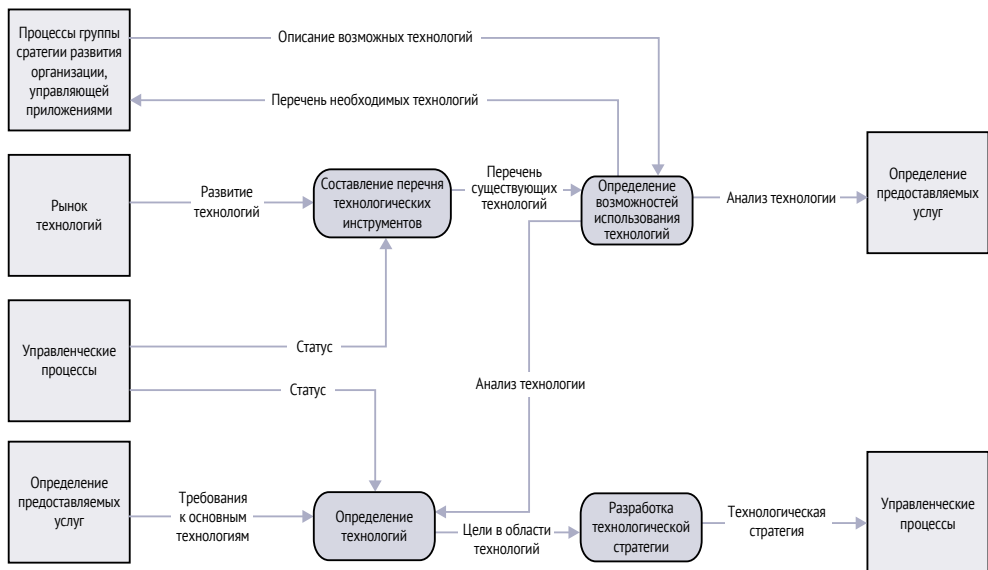 Процессы группы
сратегии развития
организации,
управляющей
приложениями
Описание возможных технологий
Перечень необходимых технологий
Рынок
технологий
Развитие
технологий
Составление перечня
технологических
инструментов
Перечень
существующих
технологий
Определение
возможностей
использования
технологий
Анализ технологии
Определение
предоставляемых
услуг
Управленческие
процессы
Статус
Статус
Анализ технологии
Определение
предоставляемых
услуг
Требования
к основным
технологиям
Определение
технологий
Цели в области
технологий
Разработка
технологической
стратегии
Технологическая
стратегия
Управленческие
процессы